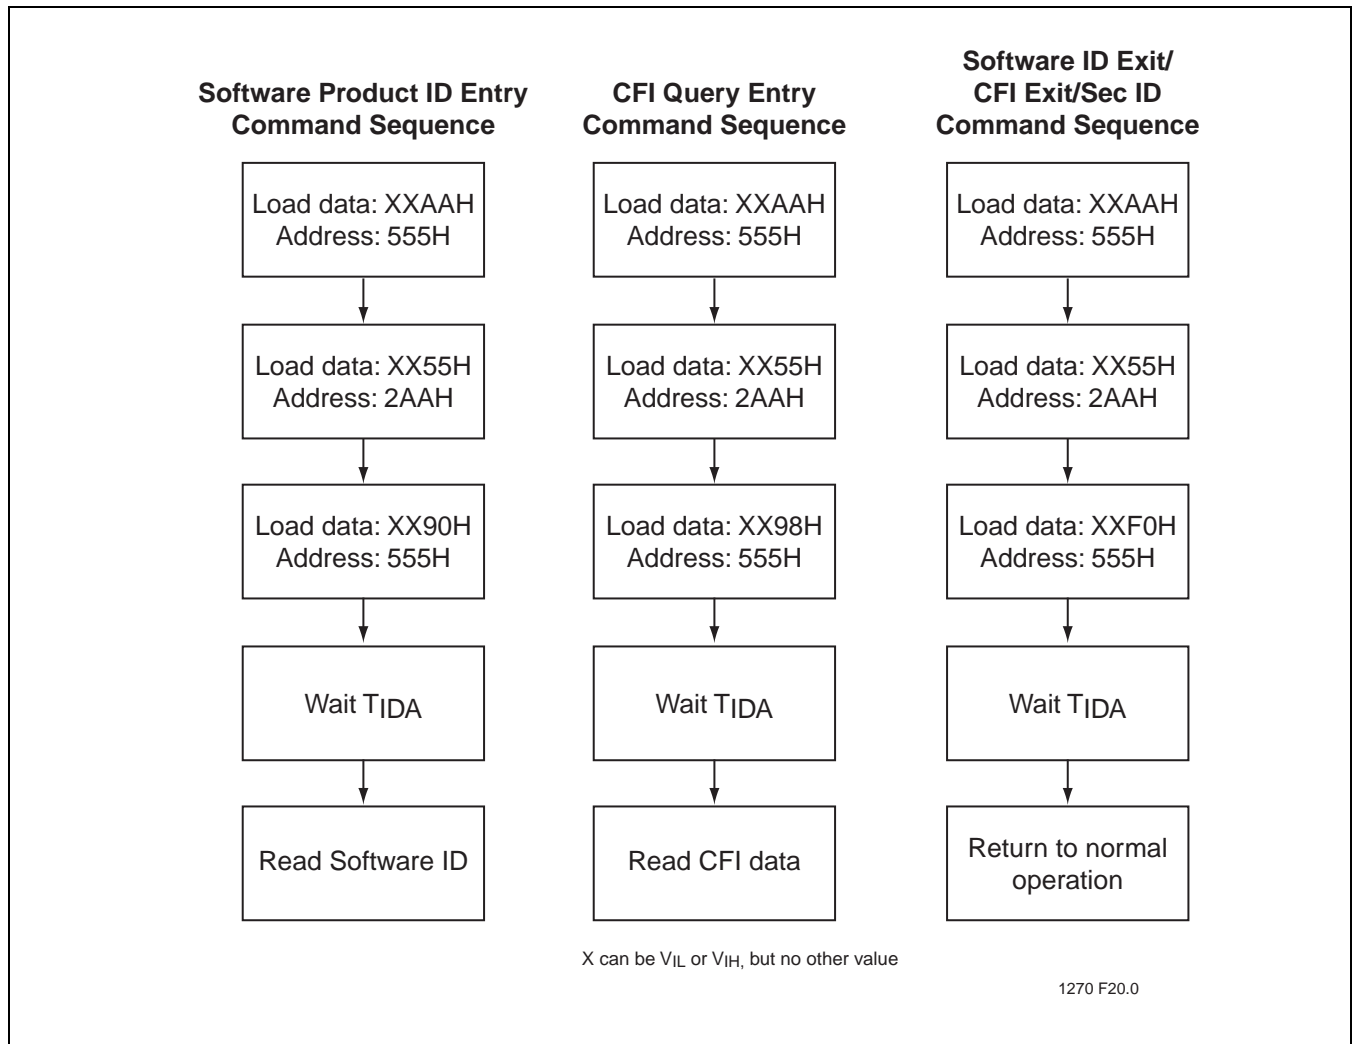 Software Product ID Entry
Command Sequence
Load data: XXAAH
Address: 555H
Load data: XX55H
Address: 2AAH
Load data: XX90H
Address: 555H
Wait TIDA
Read Software ID
CFI Query Entry
Command Sequence
Load data: XXAAH
Address: 555H
Load data: XX55H
Address: 2AAH
Load data: XX98H
Address: 555H
Wait TIDA
Read CFI data
Software ID Exit/
CFI Exit/Sec ID
Command Sequence
Load data: XXAAH
Address: 555H
Load data: XX55H
Address: 2AAH
Load data: XXF0H
Address: 555H
Wait TIDA
Return to normal
operation
X can be VIL or VIH, but no other value
1270 F20.0